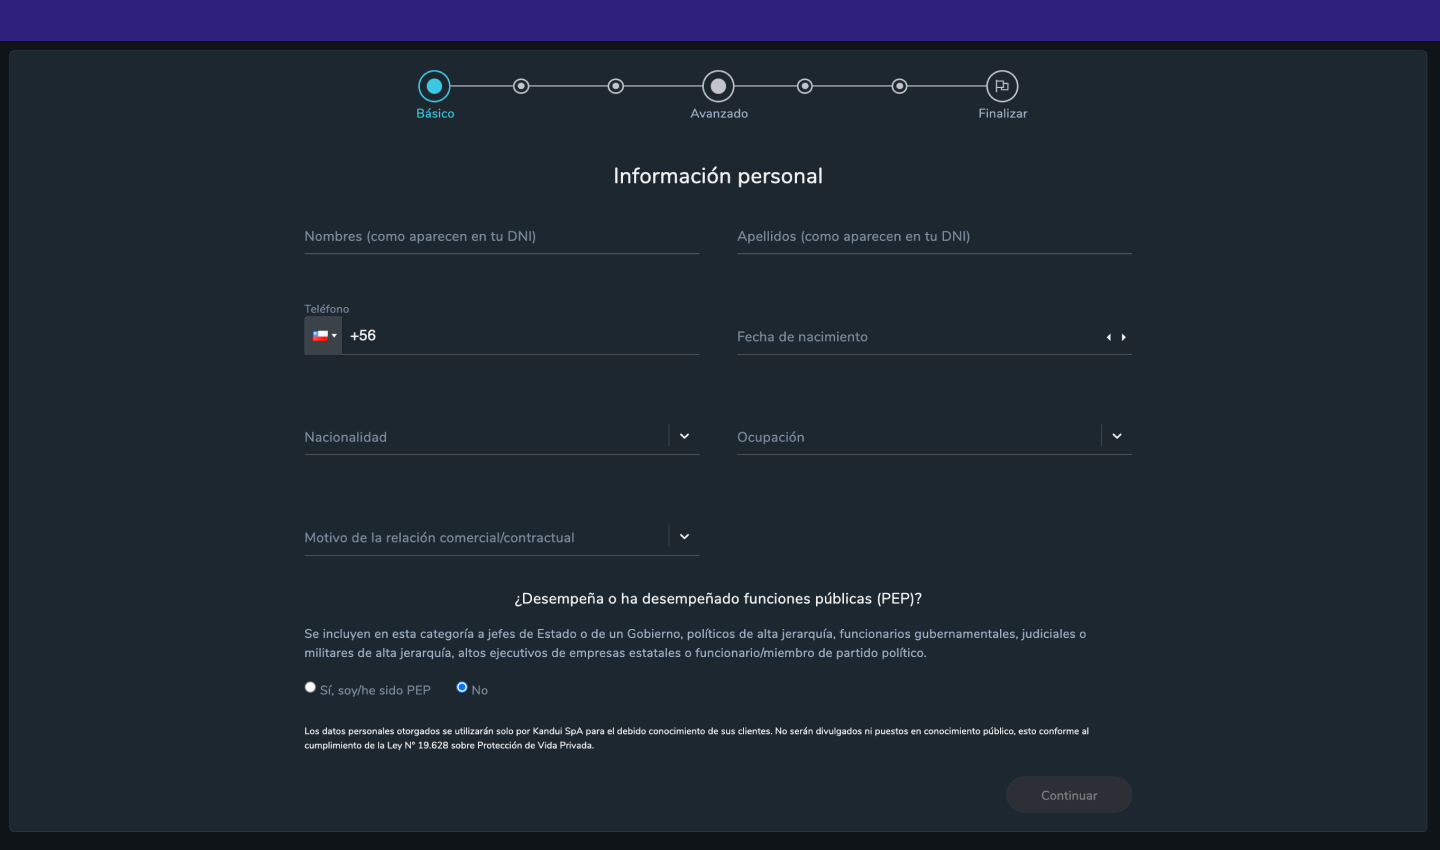 Básico
Avanzado
Finalizar
Información personal
Nombres (como aparecen en tu DNI)
Apellidos (como aparecen en tu DNI)
Teléfono
+56
Fecha de nacimiento
Nacionalidad
Ocupación
Motivo de la relación comercial/contractual
¿Desempeña o ha desempeñado funciones públicas (PEP)?
Se incluyen en esta categoría a jefes de Estado o de un Gobierno, políticos de alta jerarquía, funcionarios gubernamentales, judiciales o
militares de alta jerarquía, altos ejecutivos de empresas estatales o funcionario/miembro de partido político.
Sí, soy/he sido PEP
No
Los datos personales otorgados se utilizarán solo por Kandui SpA para el debido conocimiento de sus clientes. No serán divulgados ni puestos en conocimiento público, esto conforme al
cumplimiento de la Ley N° 19.628 sobre Protección de Vida Privada.
Continuar